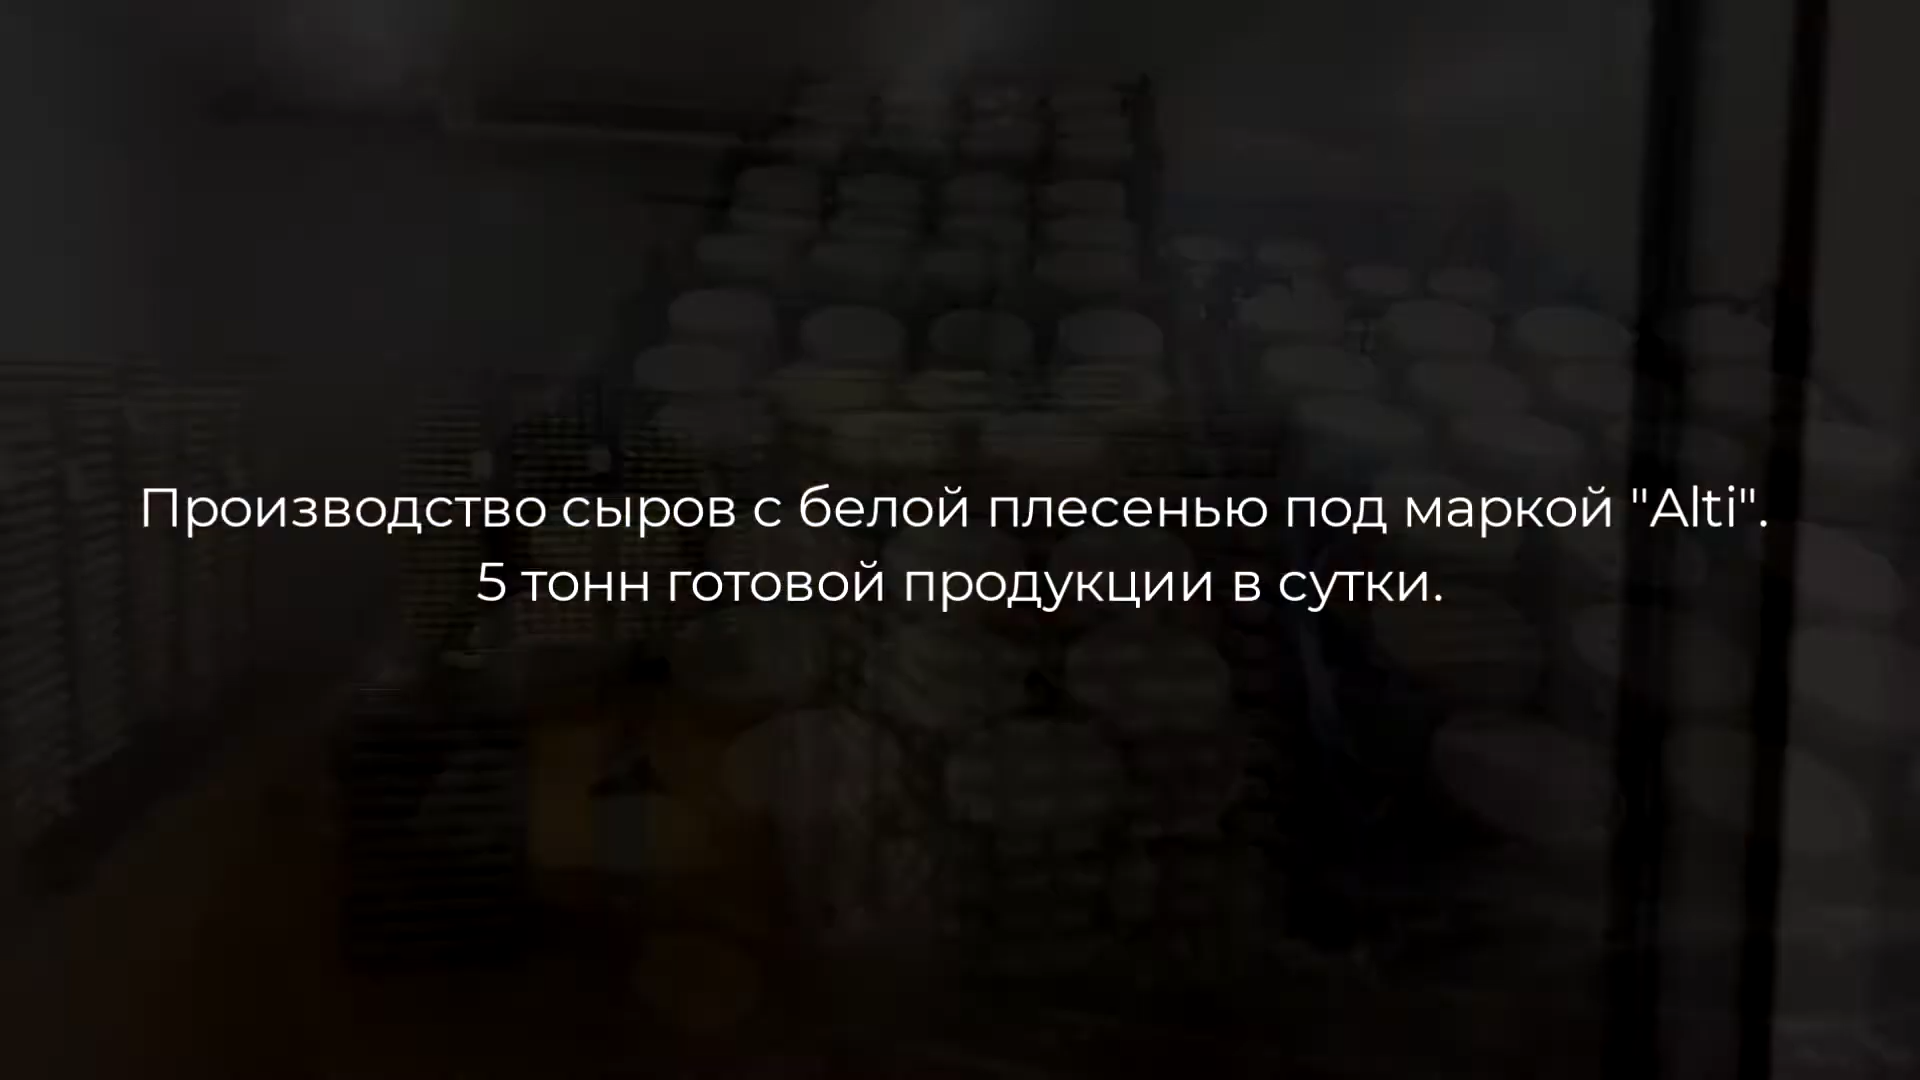 Производство сыров с белой плесенью под маркой "Alti".
5 тонн готовой продукции в сутки.